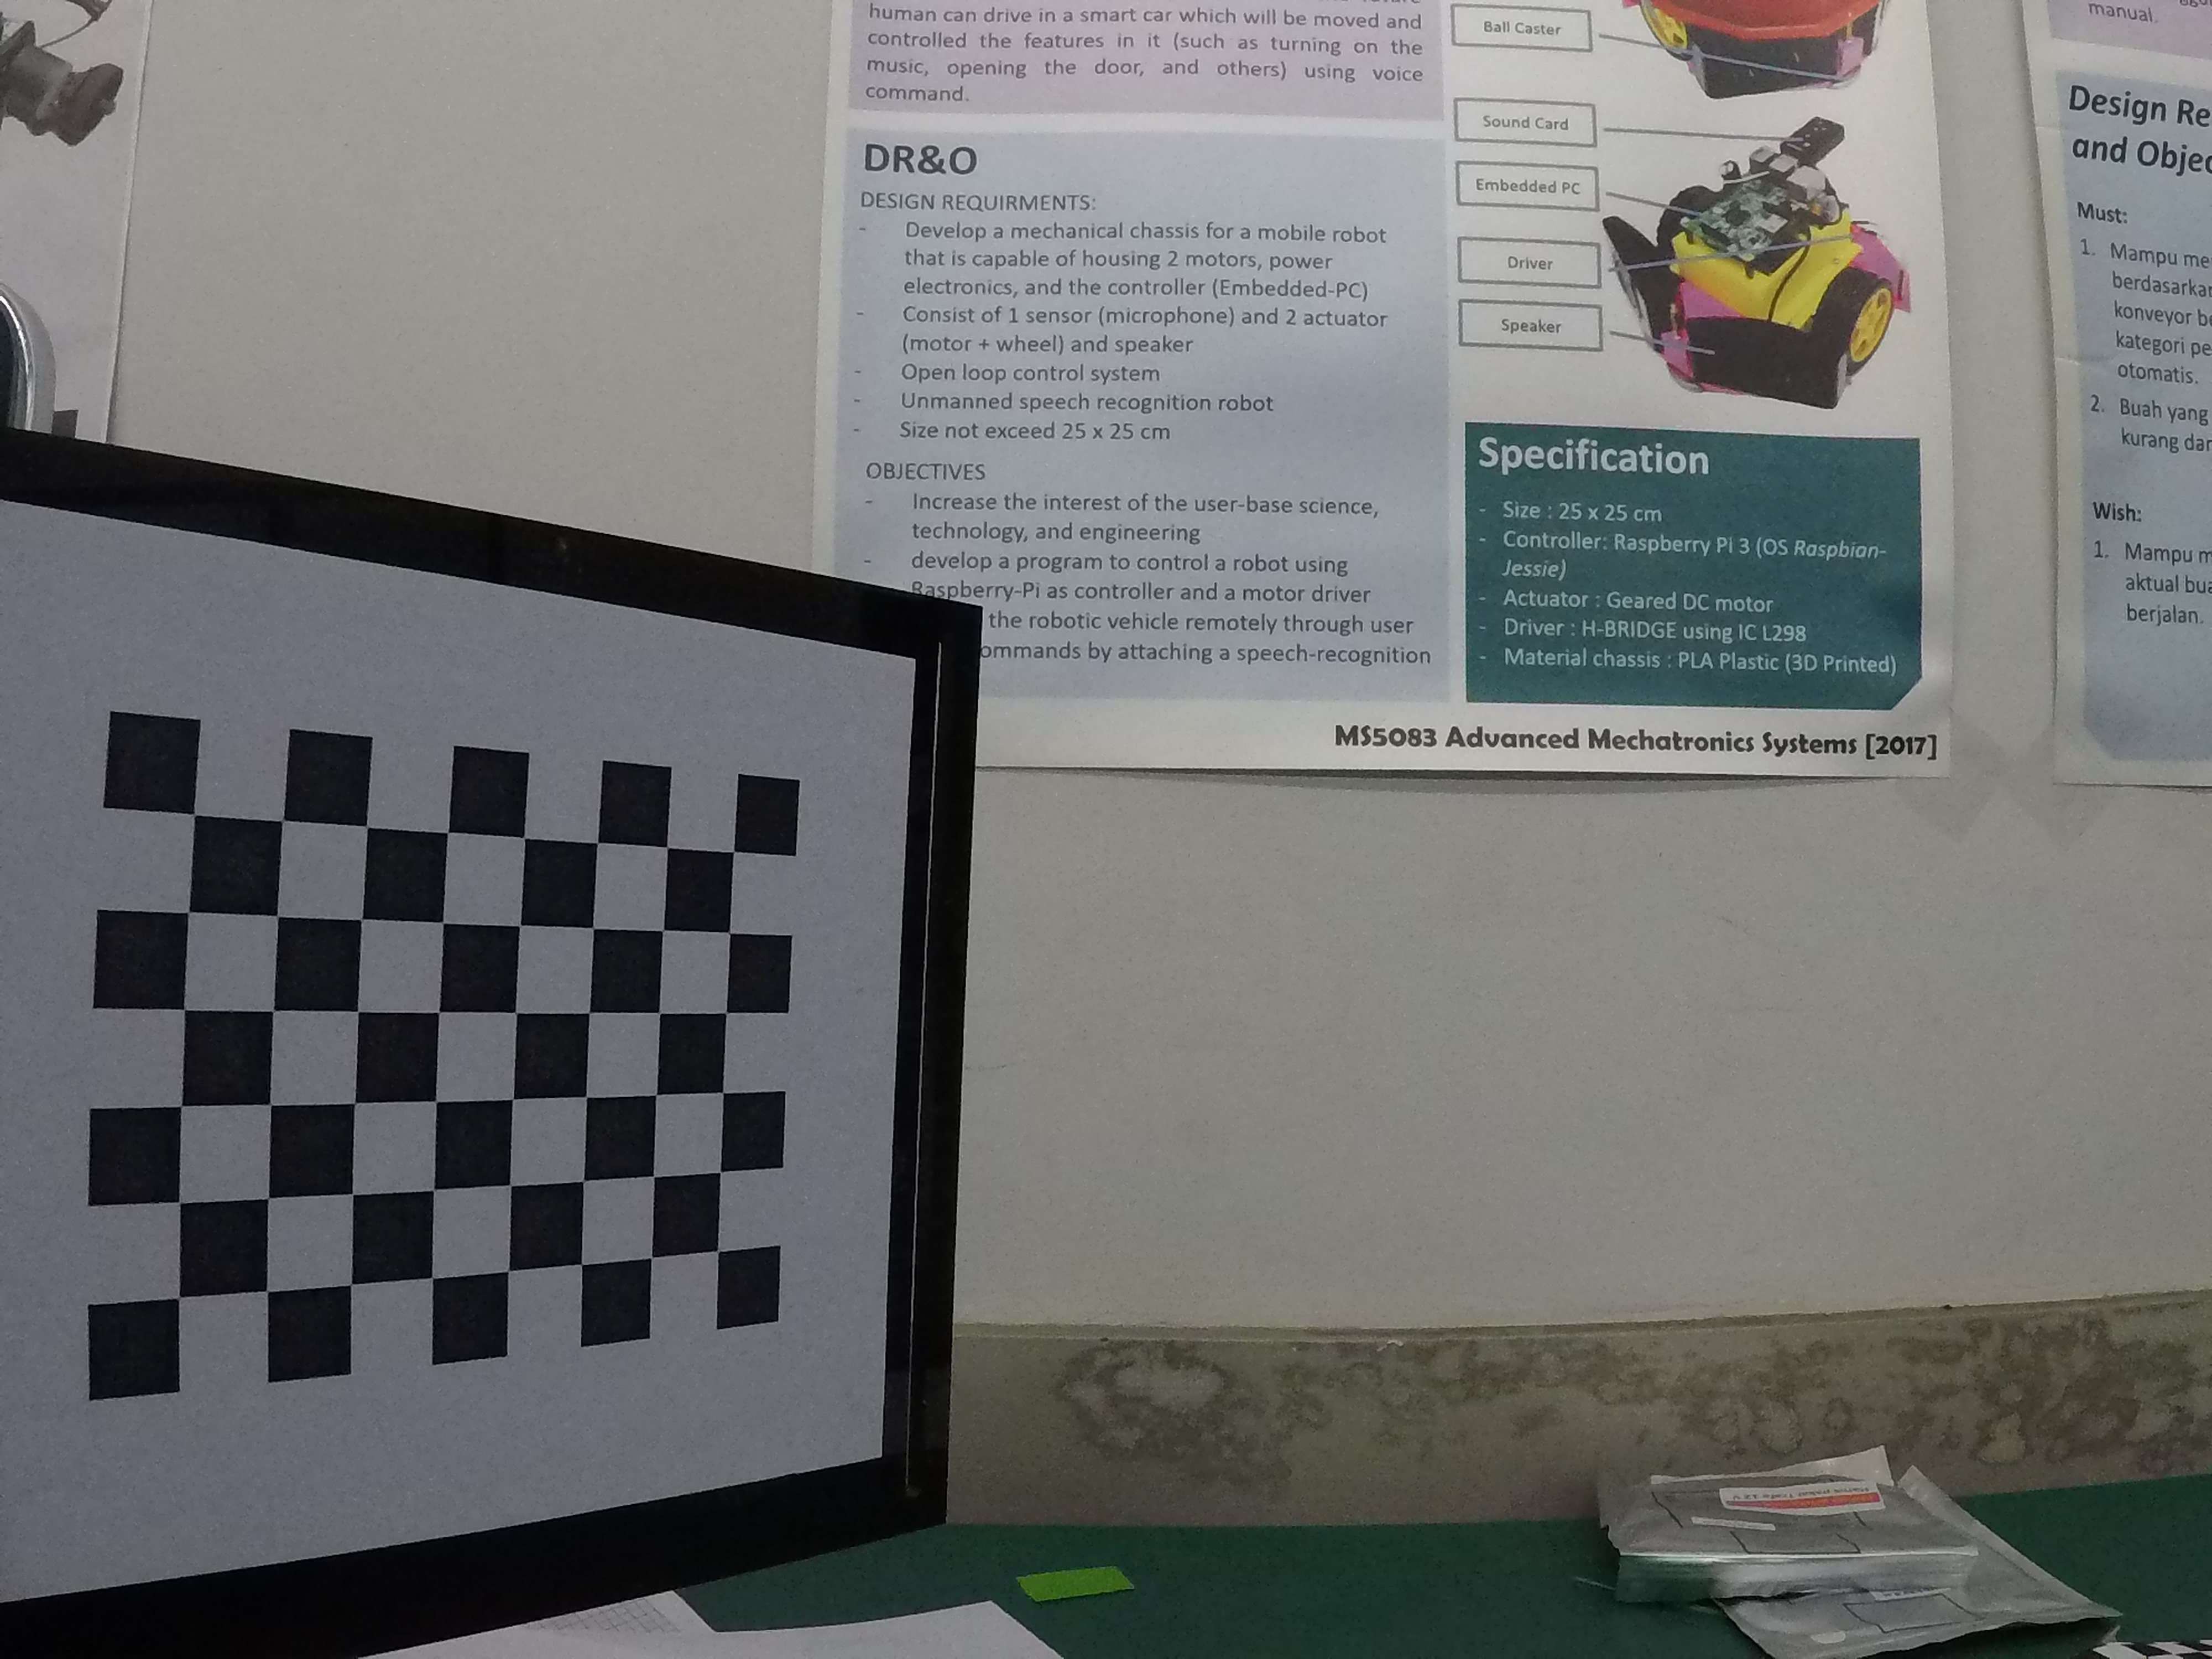 human can drive in a smart car which will be moved and
controlled the features in it (such as turning on the
music, opening the door, and others) using voice
command.
DR&O
DESIGN REQUIRMENTS:
- Develop a mechanical chassis for a mobile robot
that is capable of housing 2 motors, power
electronics, and the controller (Embedded-PC)
- Consist of 1 sensor (microphone) and 2 actuator
(motor + wheel) and speaker
- Open loop control system
- Unmanned speech recognition robot
- Size not exceed 25 x 25 cm
OBJECTIVES
- Increase the interest of the user-base science,
technology, and engineering
- develop a program to control a robot using
Raspberry-Pi as controller and a motor driver
the robotic vehicle remotely through user
ommands by attaching a speech-recognition
Ball Caster
Sound Card
Embedded PC
Driver
Speaker
Specification
- Size : 25 x 25 cm
- Controller: Raspberry Pi 3 (OS Raspbian-
Jessie)
- Actuator : Geared DC motor
- Driver : H-BRIDGE using IC L298
- Material chassis : PLA Plastic (3D Printed)
MS5083 Advanced Mechatronics Systems [2017]
manual.
Design Re
and Objec
Must:
1. Mampu me
berdasarkan
konveyor be
kategori pe
otomatis.
2. Buah yang
kurang dar
Wish:
1. Mampu m
aktual bua
berjalan.